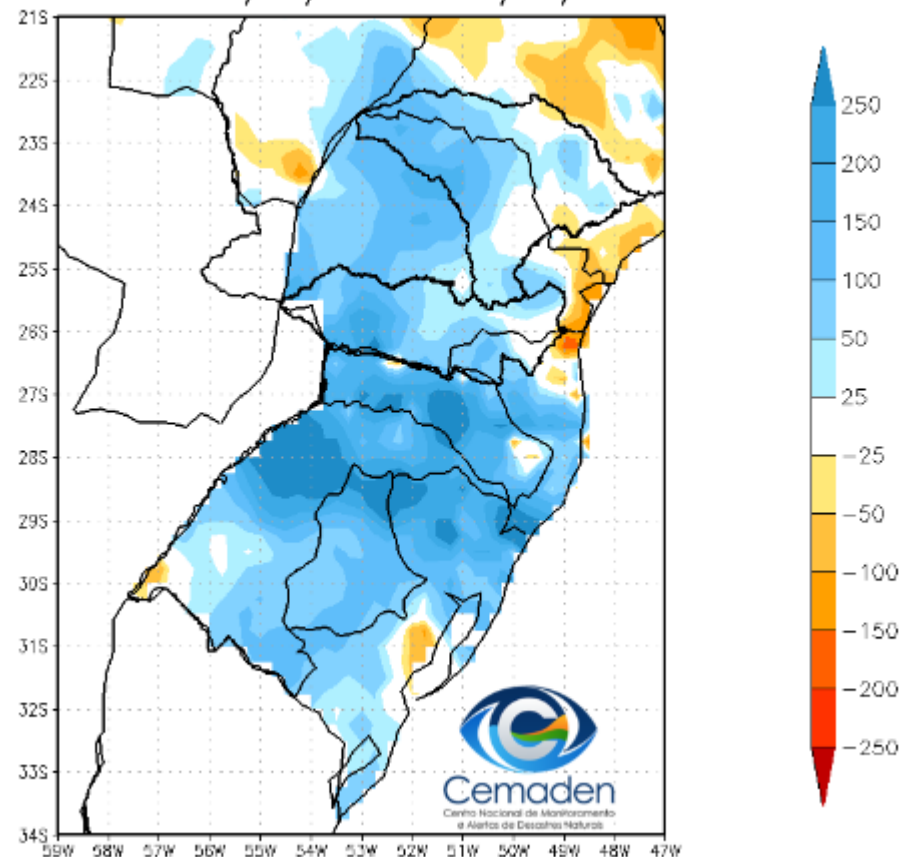 21S
22S
23S
24S
25S
26S
27S
28S
29S
30S
31S
32S
33S
34S
59W 58W 57W 56W 55W 54W 53W 52W 51W 50W 49W 48W 47W
250
200
150
100
50
25
-25
-50
-100
-150
-200
-250
Cemaden
Centro Nacional de Monitoramento
e Alertas de Desastres Naturais